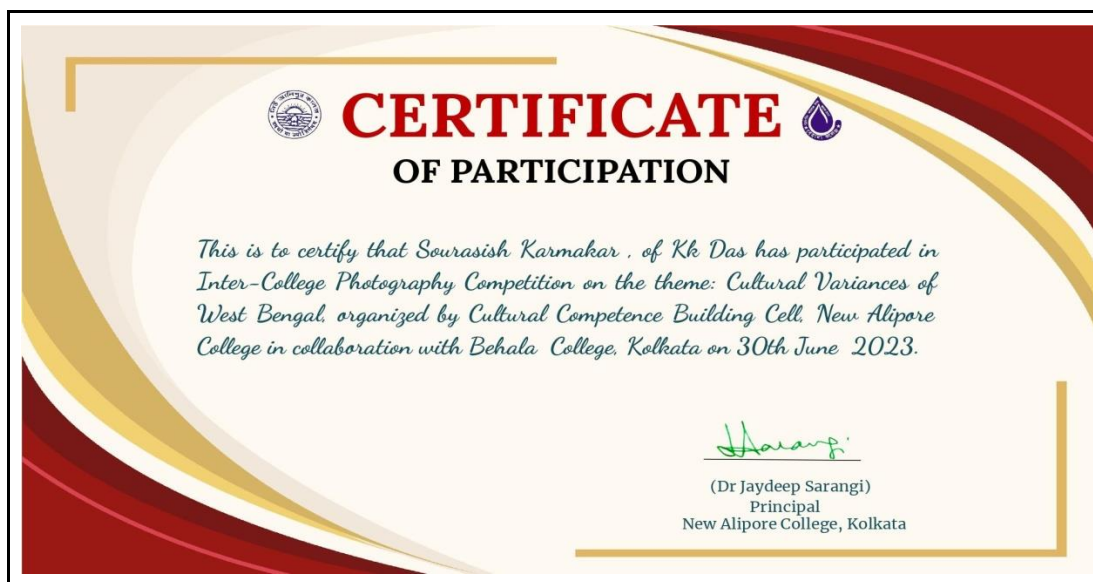 CERTIFICATE
OF PARTICIPATION
This is to certify that Sourasish Karmakar , of Kk Das has participated in
Inter-College Photography Competition on the theme: Cultural Variances of
West Bengal, organized by Cultural Competence Building Cell, New Alipore
College in collaboration with Behala College, Kolkata on 30th June 2023.
(Dr Jaydeep Sarangi)
Principal
New Alipore College, Kolkata